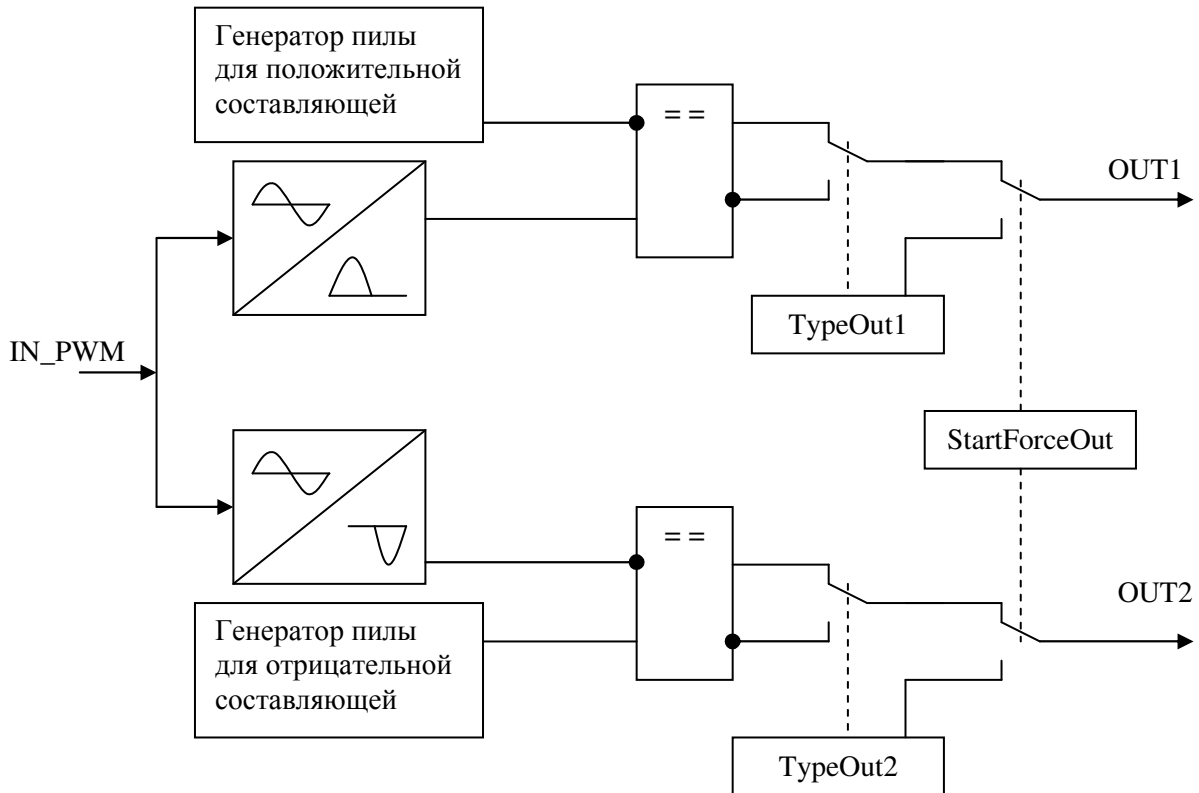 Генератор пилы
для положительной
составляющей
= =
OUT1
TypeOut1
IN_PWM
StartForceOut
= =
OUT2
Генератор пилы
для отрицательной
составляющей
TypeOut2